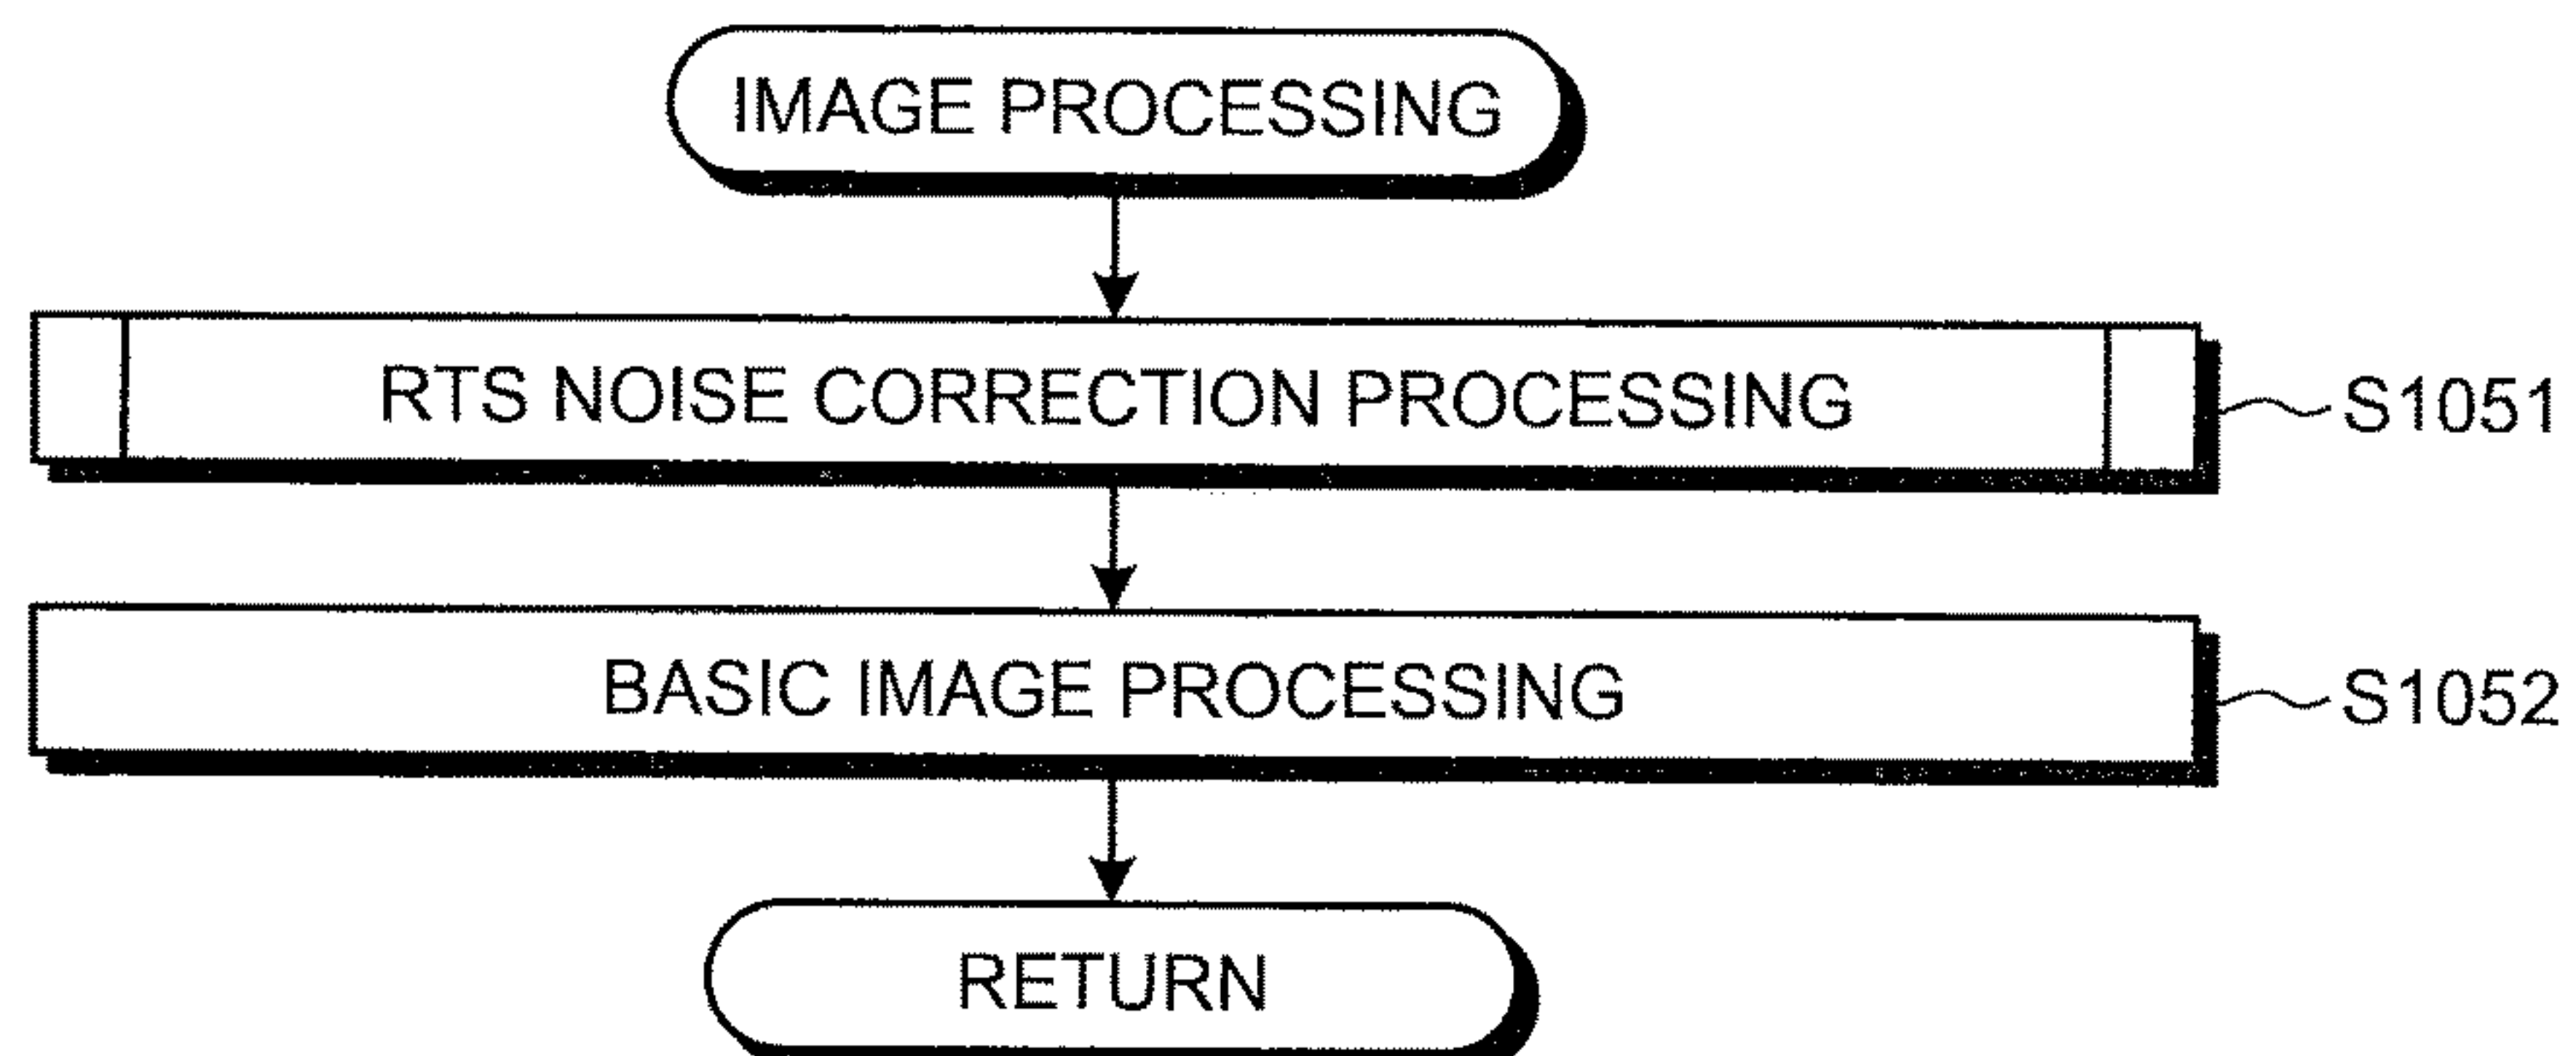 IMAGE PROCESSING
RTS NOISE CORRECTION PROCESSING
S1051
BASIC IMAGE PROCESSING
S1052
RETURN